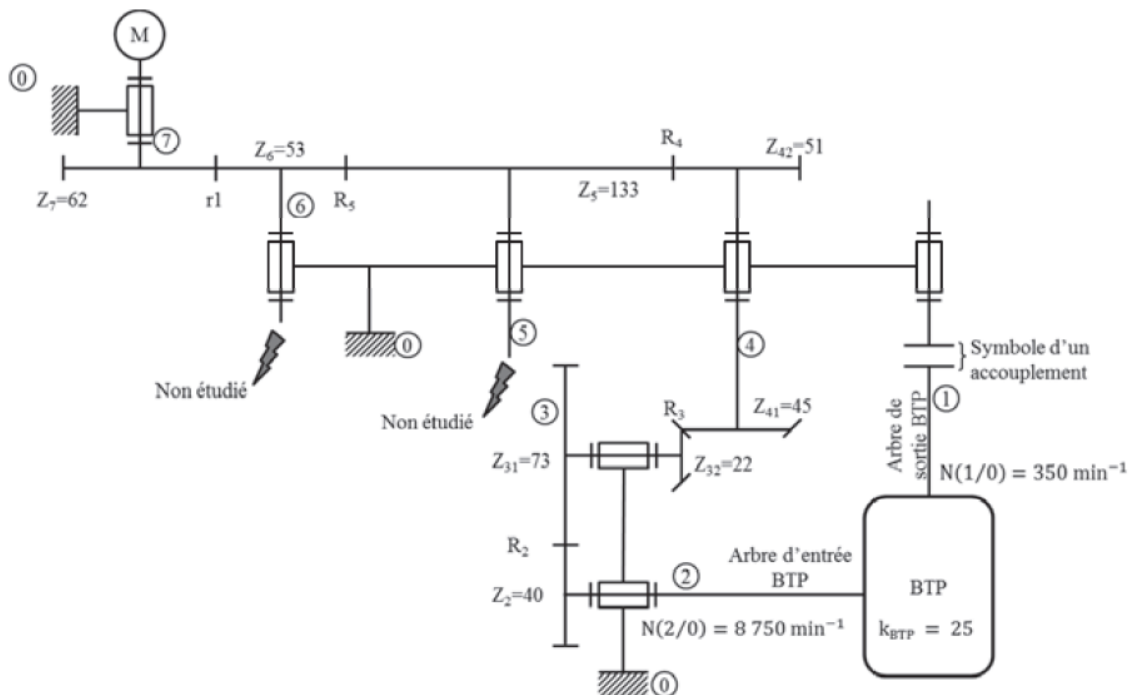 M
0
7
Z₆=53
R₄
Z₄₂=51
Z₇=62
r1
6
R₅
Z₅=133
0
5
4
Symbole d'un
accouplement
Non étudié
Non étudié
3
R₃
Z₄₁=45
1
Arbre de
sortie BTP
Z₃₁=73
Z₃₂=22
N(1/0) = 350 min⁻¹
R₂
Arbre d'entrée
BTP
2
Z₂=40
BTP
N(2/0) = 8 750 min⁻¹
k_BTP = 25
0